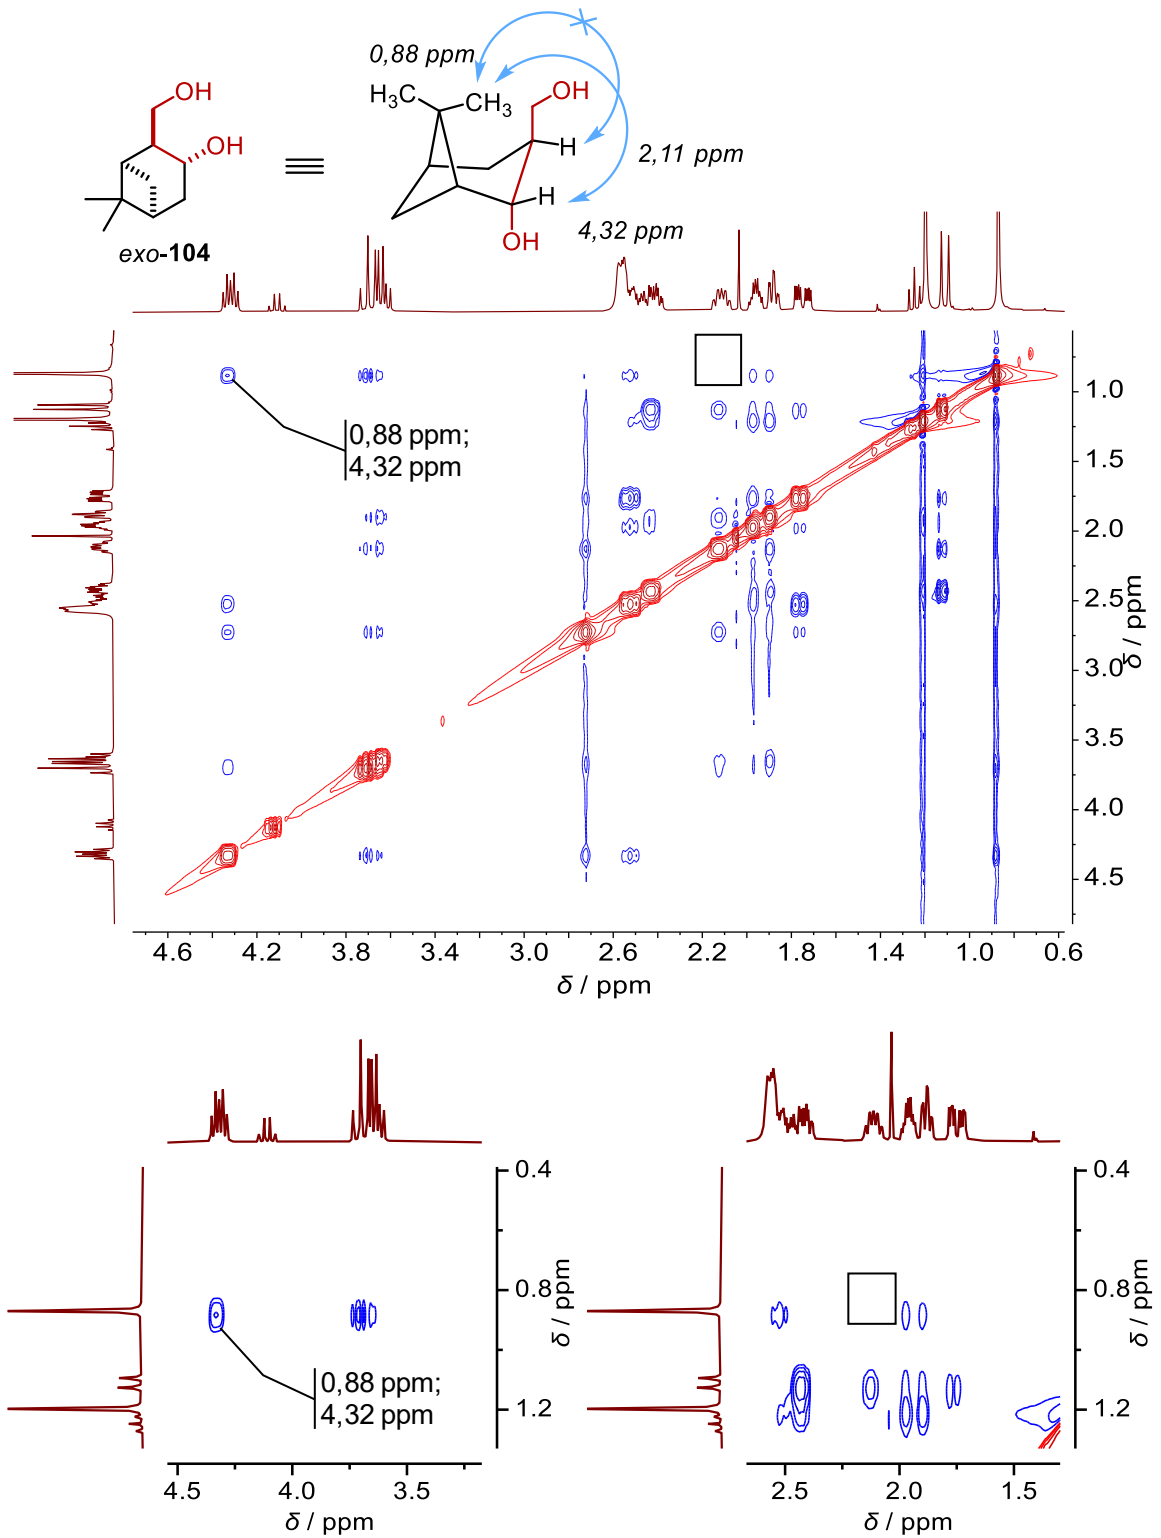 0,88 ppm
OH
H₃C
CH₃
OH
OH
H
2,11 ppm
H
4,32 ppm
OH
exo-104
0,88 ppm;
4,32 ppm
1.0
1.5
2.0
2.5
3.0
3.5
4.0
4.5
δ / ppm
4.6 4.2 3.8 3.4 3.0 2.6 2.2 1.8 1.4 1.0 0.6
δ / ppm
0.4
0.8
1.2
δ / ppm
0,88 ppm;
4,32 ppm
4.5 4.0 3.5
δ / ppm
0.4
0.8
1.2
δ / ppm
2.5 2.0 1.5
δ / ppm